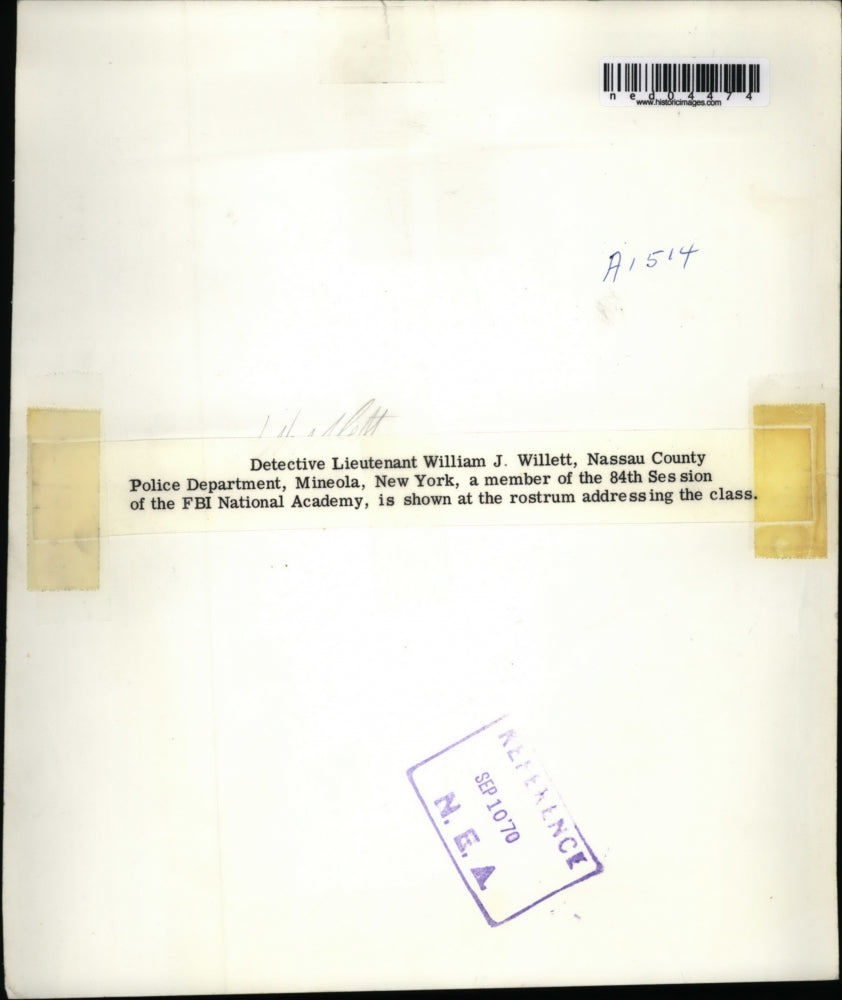 ned04474
www.historicimages.com
A1514
Detective Lieutenant William J. Willett, Nassau County
Police Department, Mineola, New York, a member of the 84th Session
of the FBI National Academy, is shown at the rostrum addressing the class.
REFERENCE
SEP 10 '70
N. E. A.